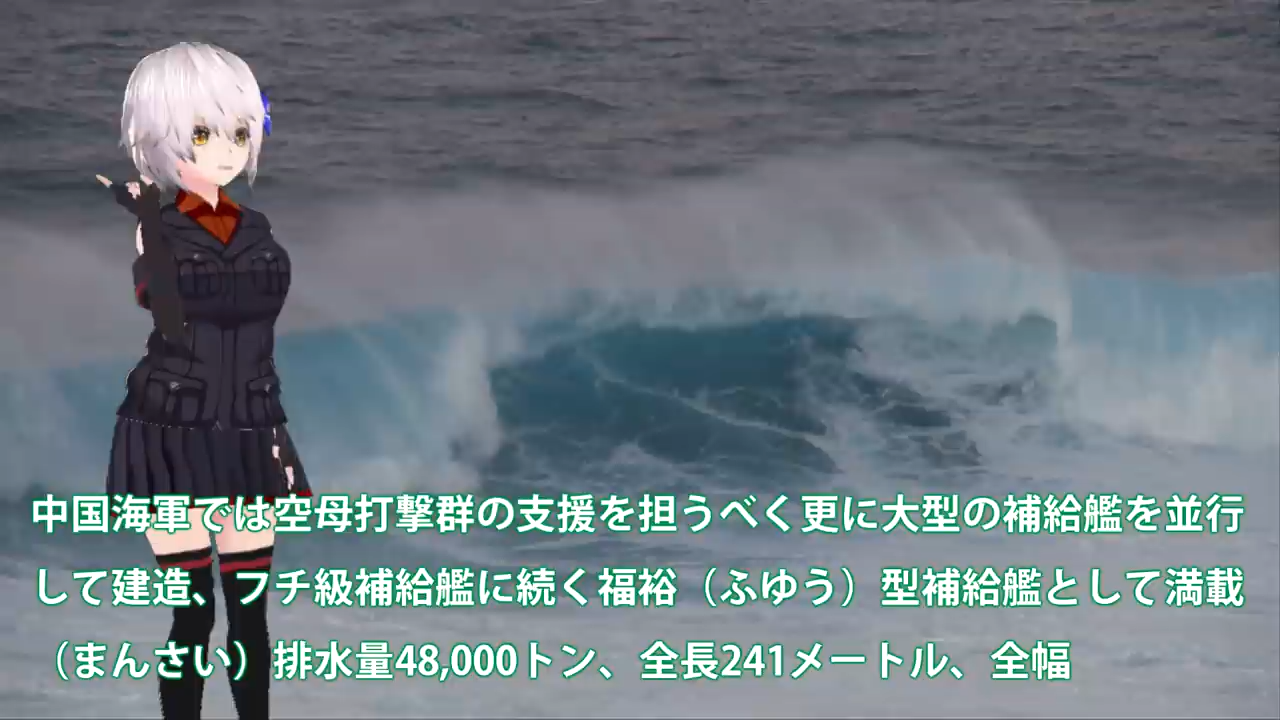 中国海軍では空母打撃群の支援を担うべく更に大型の補給艦を並行
して建造、フチ級補給艦に続く福裕（ふゆう）型補給艦として満載
（まんさい）排水量48,000トン、全長241メートル、全幅